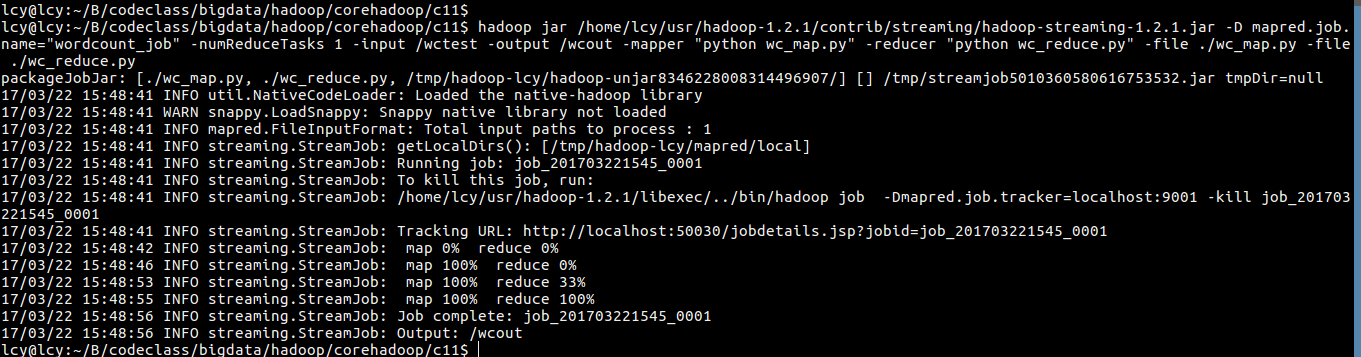 lcy@lcy:~/B/codeclass/bigdata/hadoop/corehadoop/c11$
lcy@lcy:~/B/codeclass/bigdata/hadoop/corehadoop/c11$ hadoop jar /home/lcy/usr/hadoop-1.2.1/contrib/streaming/hadoop-streaming-1.2.1.jar -D mapred.job.
name="wordcount_job" -numReduceTasks 1 -input /wctest -output /wcout -mapper "python wc_map.py" -reducer "python wc_reduce.py" -file ./wc_map.py -file
 ./wc_reduce.py
packageJobJar: [./wc_map.py, ./wc_reduce.py, /tmp/hadoop-lcy/hadoop-unjar8346228008314496907/] [] /tmp/streamjob5010360580616753532.jar tmpDir=null
17/03/22 15:48:41 INFO util.NativeCodeLoader: Loaded the native-hadoop library
17/03/22 15:48:41 WARN snappy.LoadSnappy: Snappy native library not loaded
17/03/22 15:48:41 INFO mapred.FileInputFormat: Total input paths to process : 1
17/03/22 15:48:41 INFO streaming.StreamJob: getLocalDirs(): [/tmp/hadoop-lcy/mapred/local]
17/03/22 15:48:41 INFO streaming.StreamJob: Running job: job_201703221545_0001
17/03/22 15:48:41 INFO streaming.StreamJob: To kill this job, run:
17/03/22 15:48:41 INFO streaming.StreamJob: /home/lcy/usr/hadoop-1.2.1/libexec/../bin/hadoop job  -Dmapred.job.tracker=localhost:9001 -kill job_201703
221545_0001
17/03/22 15:48:41 INFO streaming.StreamJob: Tracking URL: http://localhost:50030/jobdetails.jsp?jobid=job_201703221545_0001
17/03/22 15:48:42 INFO streaming.StreamJob:  map 0%  reduce 0%
17/03/22 15:48:46 INFO streaming.StreamJob:  map 100%  reduce 0%
17/03/22 15:48:53 INFO streaming.StreamJob:  map 100%  reduce 33%
17/03/22 15:48:55 INFO streaming.StreamJob:  map 100%  reduce 100%
17/03/22 15:48:56 INFO streaming.StreamJob: Job complete: job_201703221545_0001
17/03/22 15:48:56 INFO streaming.StreamJob: Output: /wcout
lcy@lcy:~/B/codeclass/bigdata/hadoop/corehadoop/c11$